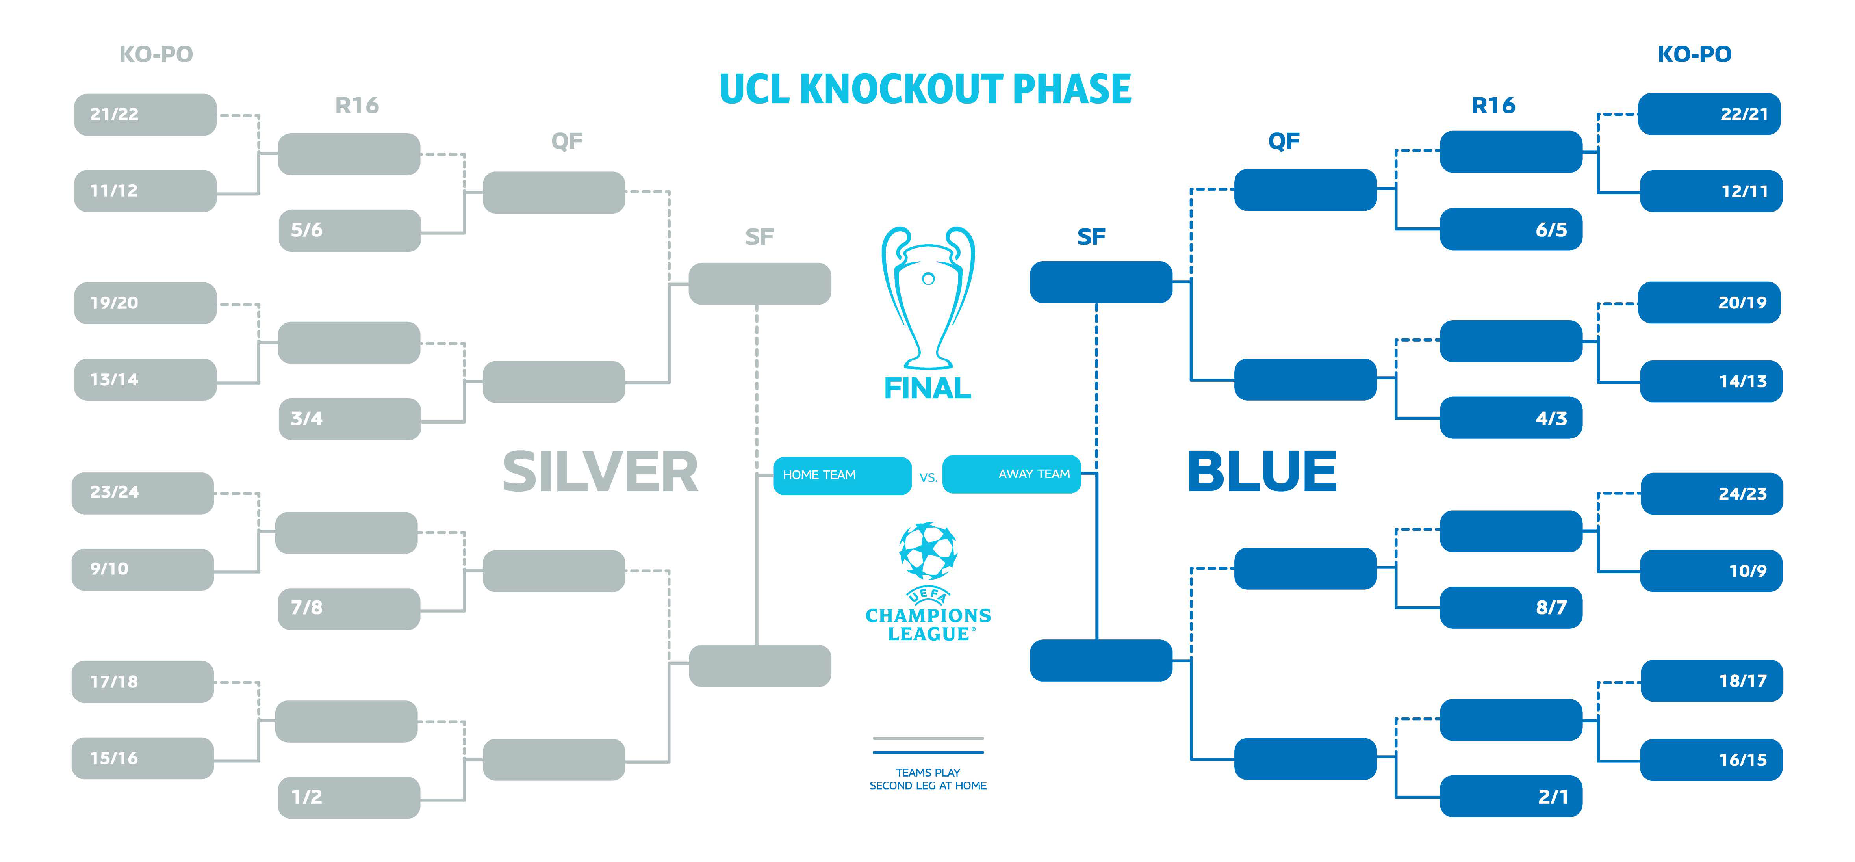 UCL KNOCKOUT PHASE
KO-PO
R16
QF
SF
21/22
11/12
5/6
19/20
13/14
3/4
23/24
9/10
7/8
17/18
15/16
1/2
SILVER
FINAL
HOME TEAM
VS.
AWAY TEAM
UEFA
CHAMPIONS
LEAGUE®
TEAMS PLAY
SECOND LEG AT HOME
BLUE
SF
QF
R16
KO-PO
22/21
12/11
6/5
20/19
14/13
4/3
24/23
10/9
8/7
18/17
16/15
2/1